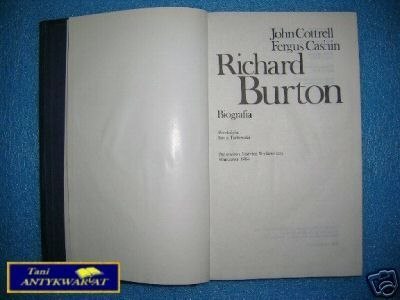 John Cottrell
Fergus Cashin
Richard
Burton
Biografia
Tani
ANTYKWARIAT